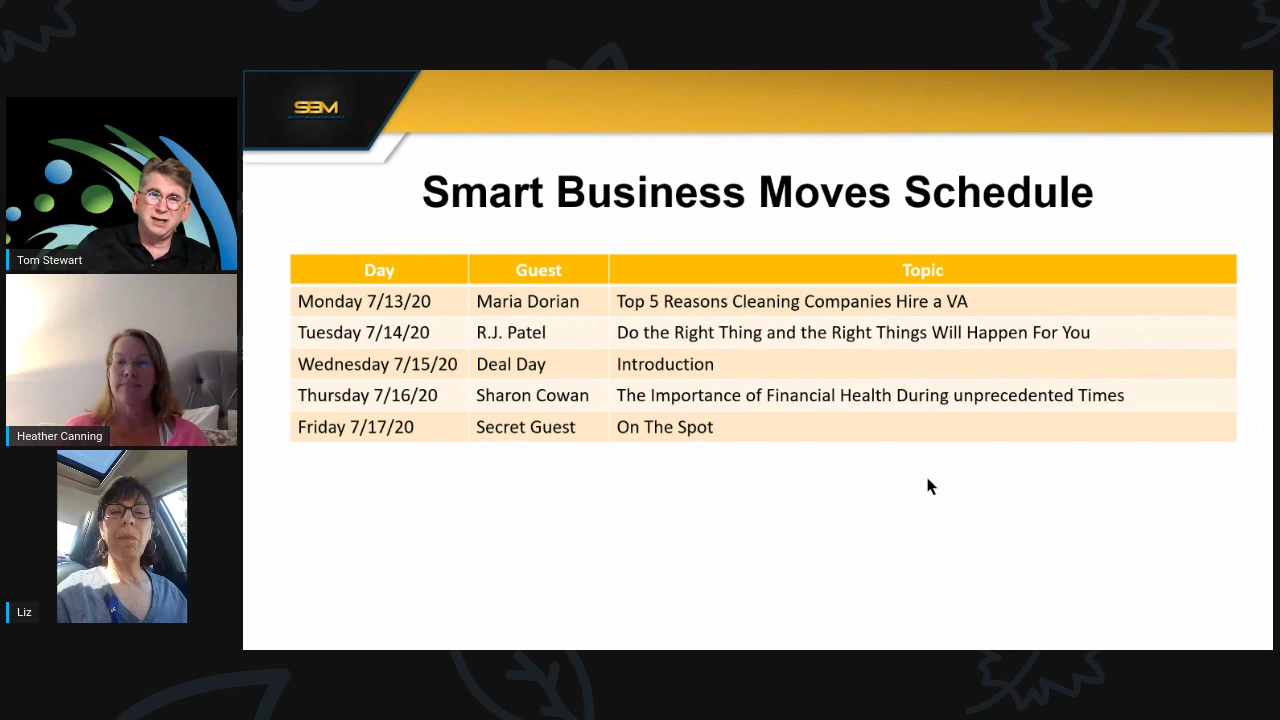 SBM
Smart Business Moves Schedule
Day Guest Topic
Monday 7/13/20 Maria Dorian Top 5 Reasons Cleaning Companies Hire a VA
Tuesday 7/14/20 R.J. Patel Do the Right Thing and the Right Things Will Happen For You
Wednesday 7/15/20 Deal Day Introduction
Thursday 7/16/20 Sharon Cowan The Importance of Financial Health During unprecedented Times
Friday 7/17/20 Secret Guest On The Spot
Tom Stewart
Heather Canning
Liz